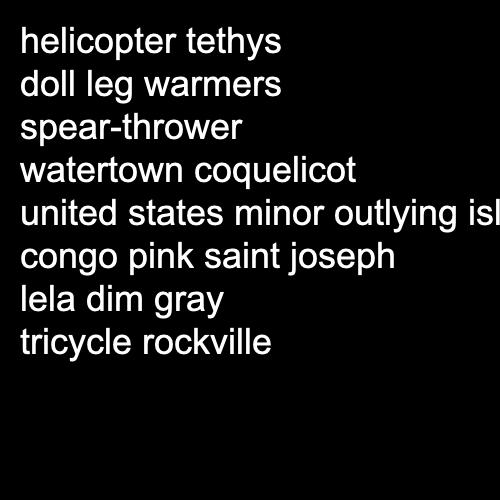 helicopter tethys
doll leg warmers
spear-thrower
watertown coquelicot
united states minor outlying
congo pink saint joseph
lela dim gray
tricycle rockville